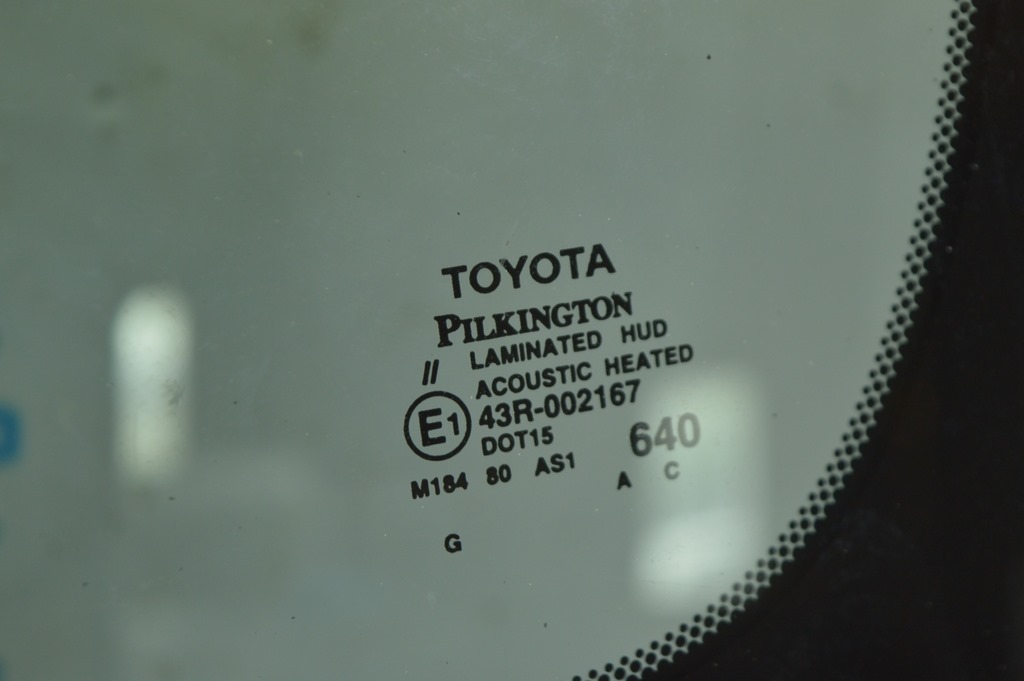 TOYOTA
PILKINGTON
// LAMINATED HUD
ACOUSTIC HEATED
E1 43R-002167
DOT15 640
M184 80 AS1 A C
G